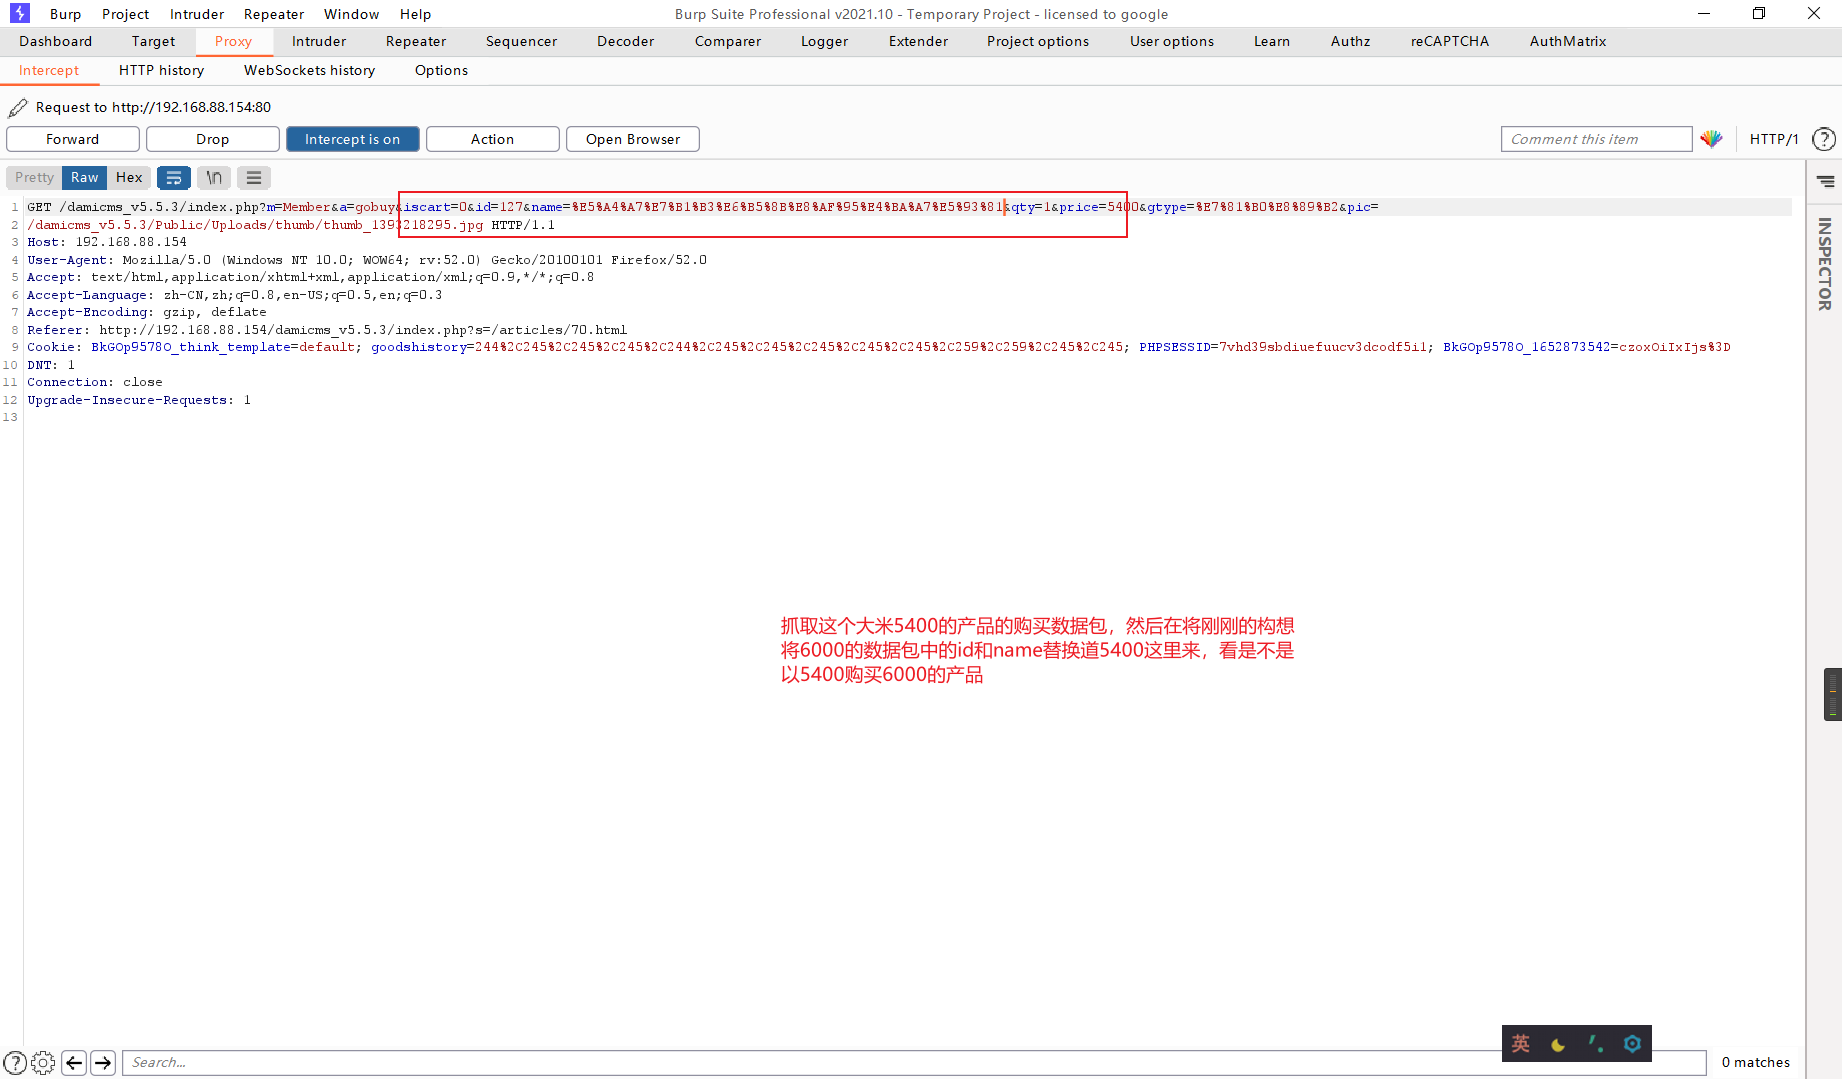 Burp Project Intruder Repeater Window Help Burp Suite Professional v2021.10 - Temporary Project - licensed to google
Dashboard Target Proxy Intruder Repeater Sequencer Decoder Comparer Logger Extender Project options User options Learn Authz reCAPTCHA AuthMatrix
Intercept HTTP history WebSockets history Options
Request to http://192.168.88.154:80
Forward Drop Intercept is on Action Open Browser Comment this item HTTP/1 ?
Pretty Raw Hex \n
INSPECTOR
1 GET /damicms_v5.5.3/index.php?m=Member&a=gobuy&iscart=0&id=127&name=%E5%A4%A7%E7%B1%B3%E6%B5%8B%E8%AF%95%E4%BA%A7%E5%93%81&qty=1&price=5400&gtype=%E7%81%B0%E8%89%B2&pic=
2 /damicms_v5.5.3/Public/Uploads/thumb/thumb_1393218295.jpg HTTP/1.1
3 Host: 192.168.88.154
4 User-Agent: Mozilla/5.0 (Windows NT 10.0; WOW64; rv:52.0) Gecko/20100101 Firefox/52.0
5 Accept: text/html,application/xhtml+xml,application/xml;q=0.9,*/*;q=0.8
6 Accept-Language: zh-CN,zh;q=0.8,en-US;q=0.5,en;q=0.3
7 Accept-Encoding: gzip, deflate
8 Referer: http://192.168.88.154/damicms_v5.5.3/index.php?s=/articles/70.html
9 Cookie: BkGOp9578O_think_template=default; goodshistory=244%2C245%2C245%2C245%2C244%2C245%2C245%2C245%2C245%2C245%2C259%2C259%2C245%2C245; PHPSESSID=7vhd39sbdiuefuucv3dcodf5i1; BkGOp9578O_1652873542=czoxOiIxIjs%3D
10 DNT: 1
11 Connection: close
12 Upgrade-Insecure-Requests: 1
13
抓取这个大米5400的产品的购买数据包，然后在将刚刚的构想
将6000的数据包中的id和name替换道5400这里来，看是不是
以5400购买6000的产品
英
? Search... 0 matches